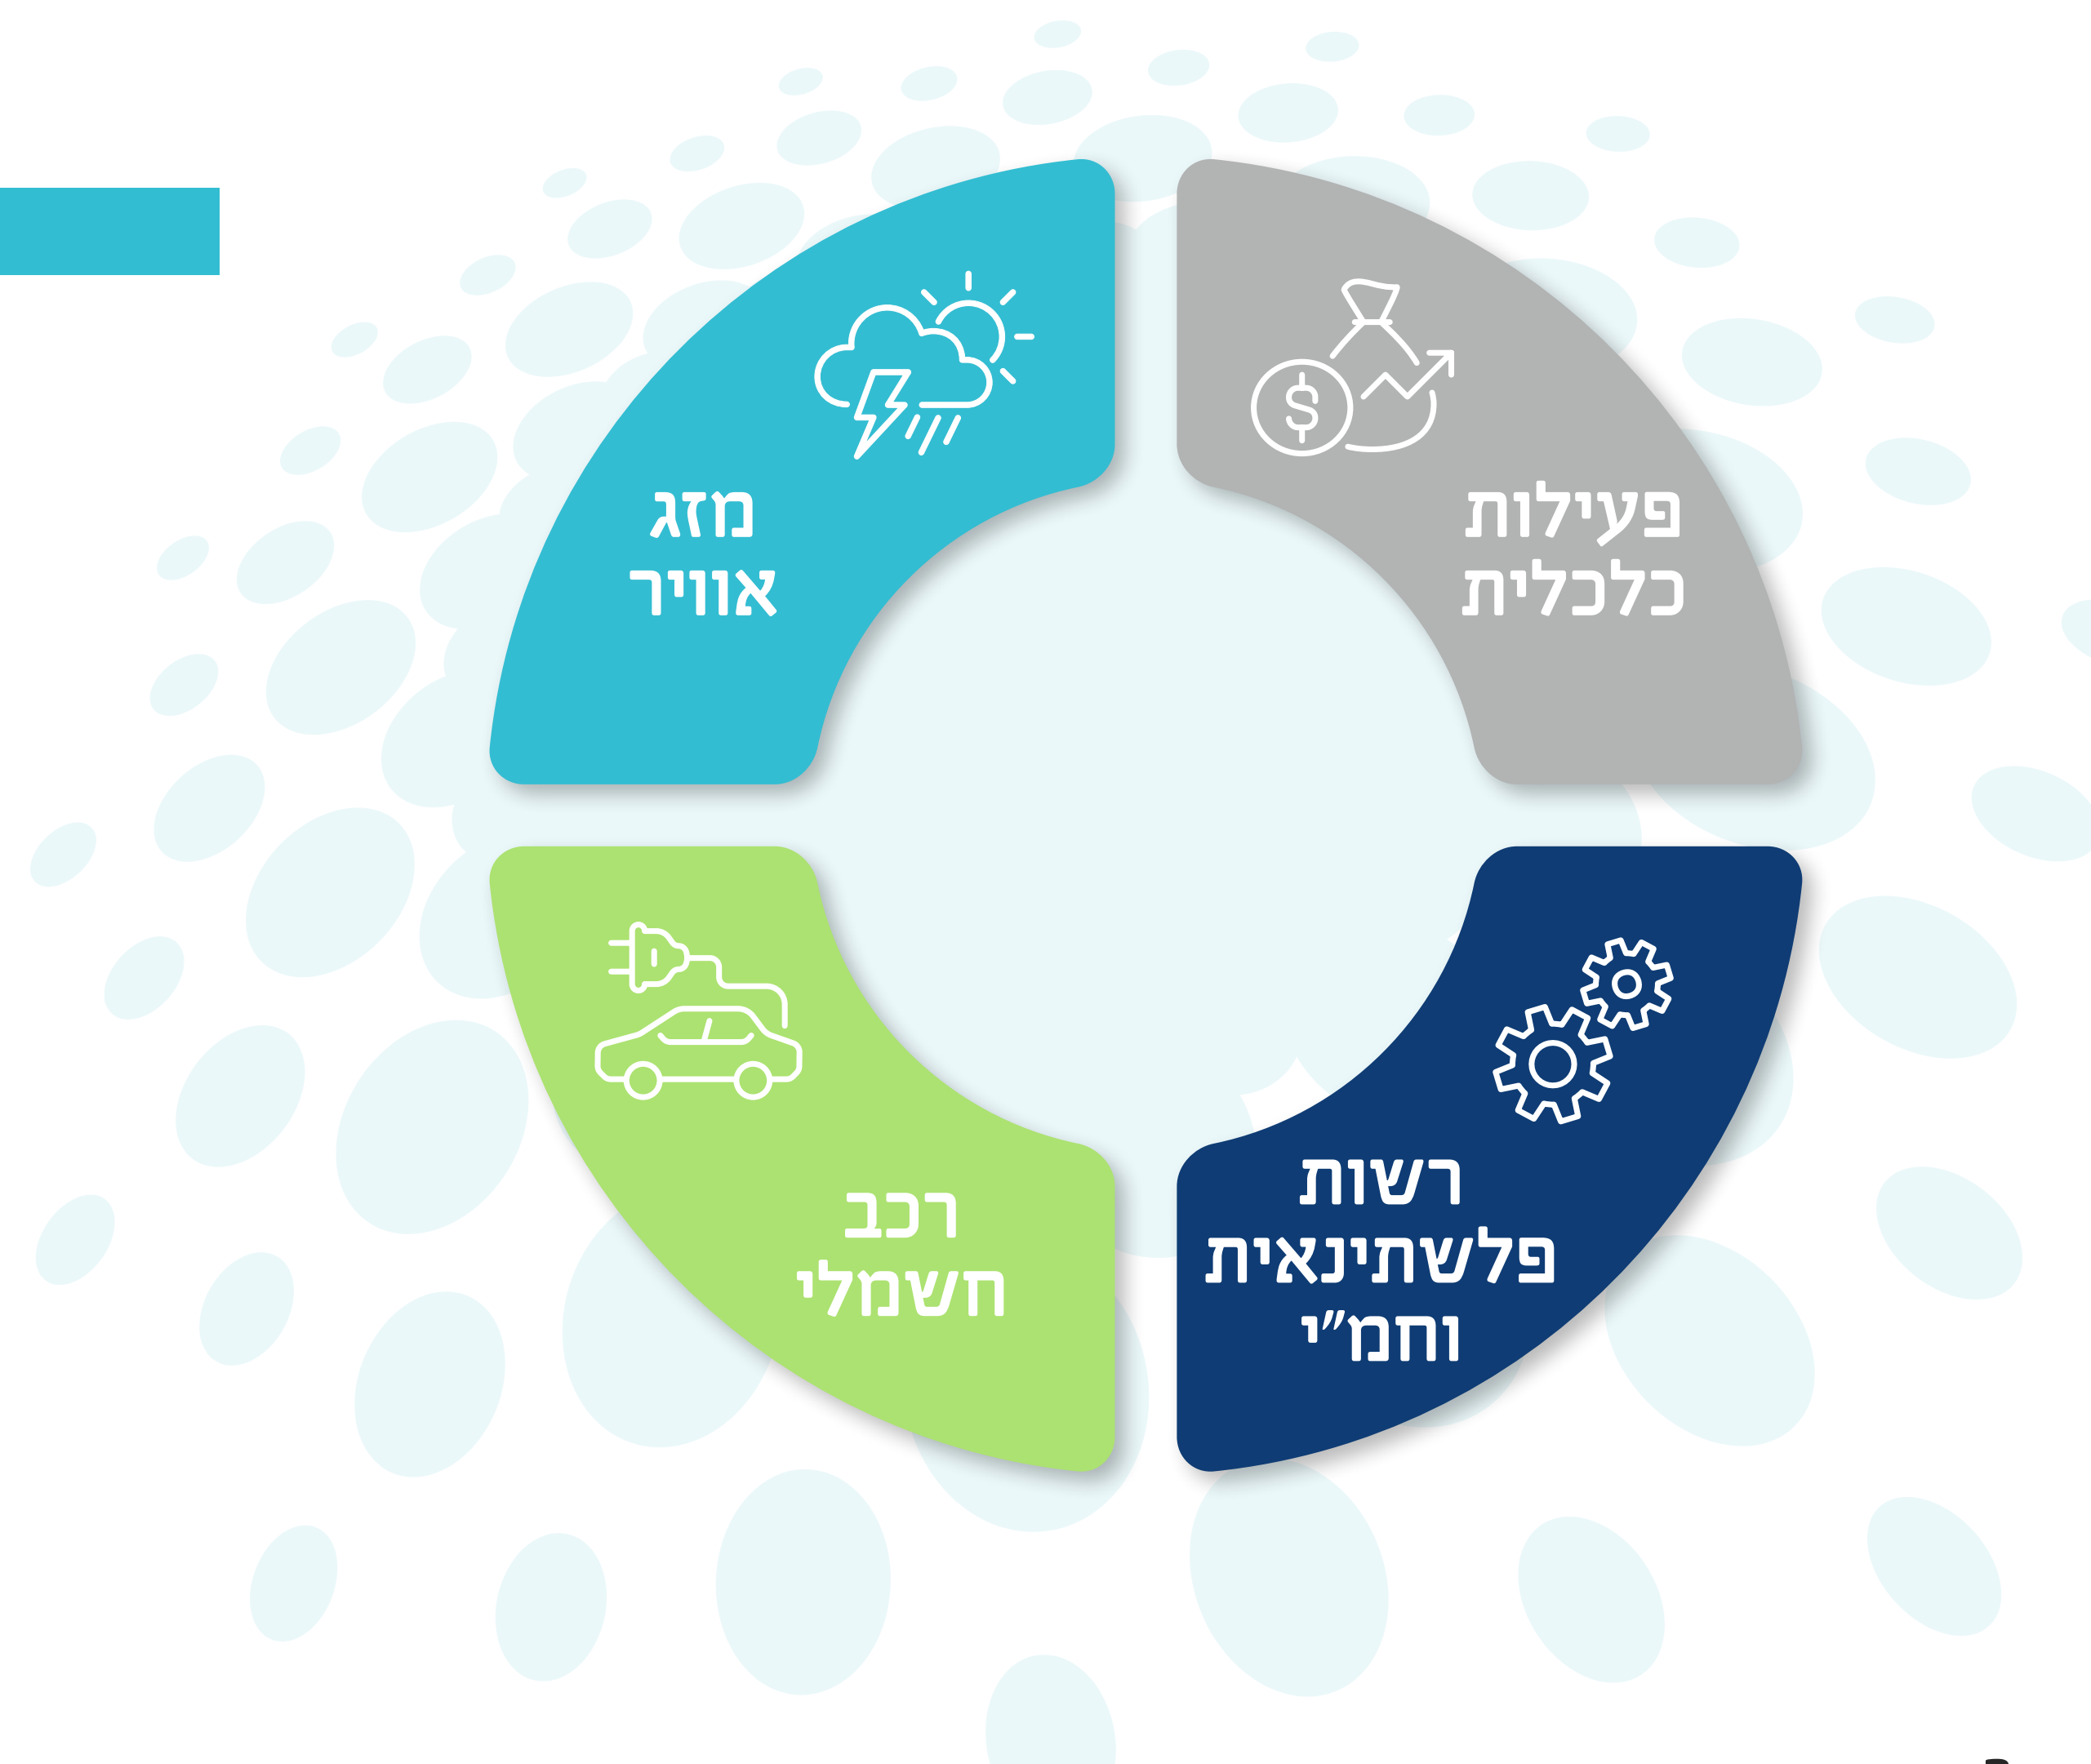 פעילות
כלכלית
מזג
אוויר
רשות
פלשתינאית
וחמ״י
רכב
חשמלי